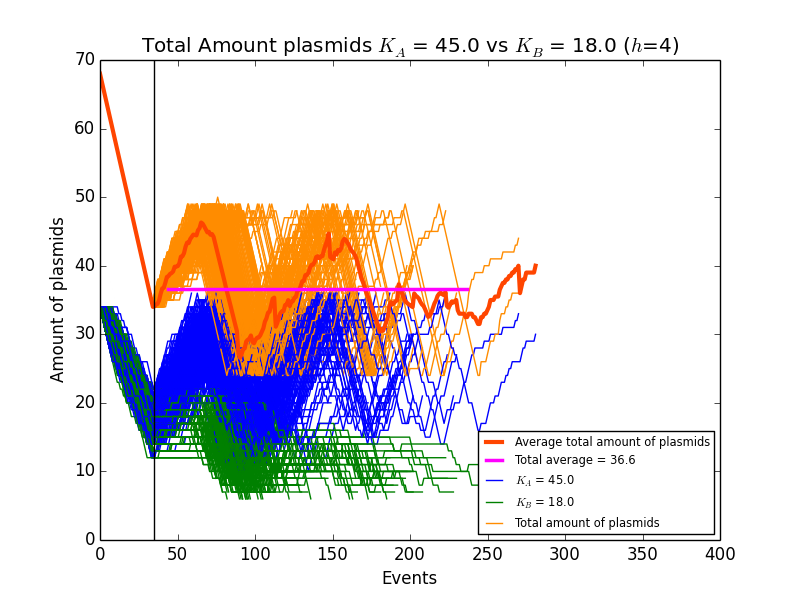 Total Amount plasmids K_A = 45.0 vs K_B = 18.0 (h=4)
Amount of plasmids
70
60
50
40
30
20
10
0
0 50 100 150 200 250 300 350 400
Events
Average total amount of plasmids
Total average = 36.6
K_A = 45.0
K_B = 18.0
Total amount of plasmids